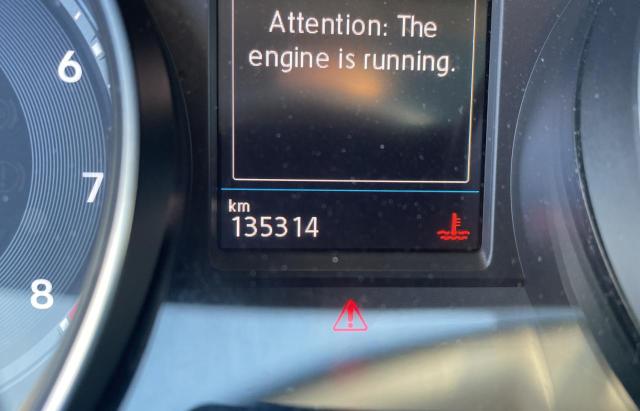 Attention: The
engine is running.
6
7
km
135314
8